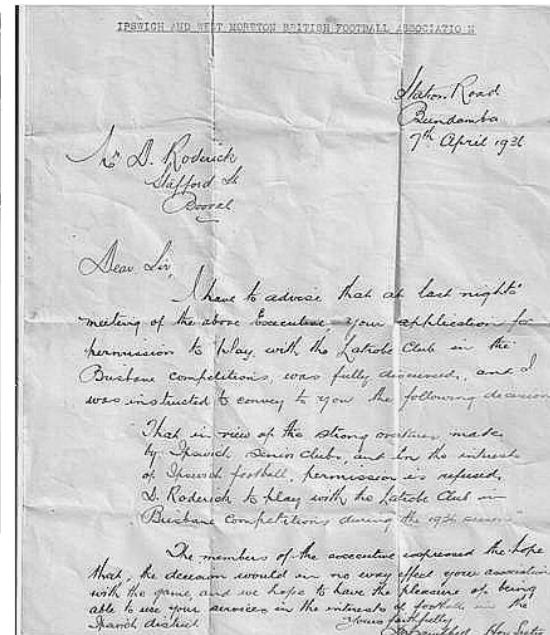 IPSWICH AND WEST MORETON BRITISH FOOTBALL ASSOCIATION
Station Road
Bundamba
7th April 1936
Mr D. Roderick
Stafford St
Booval
Dear Sir,
I have to advise that at last night's
meeting of the above Executive, your application for
permission to play with the Latrobe Club in the
Brisbane competitions, was fully discussed, and I
was instructed to convey to you the following decision
That in view of the strong overtures made
by Ipswich senior clubs, and in the interests
of Ipswich football, permission is refused
D. Roderick to play with the Latrobe Club in
Brisbane Competitions during the 1936 season"
The members of the executive expressed the hope
that, the decision would in no way effect your association
with the game, and we hope to have the pleasure of being
able to use your services in the interests of football in the
Ipswich district.
Yours faithfully
Hon. Secty